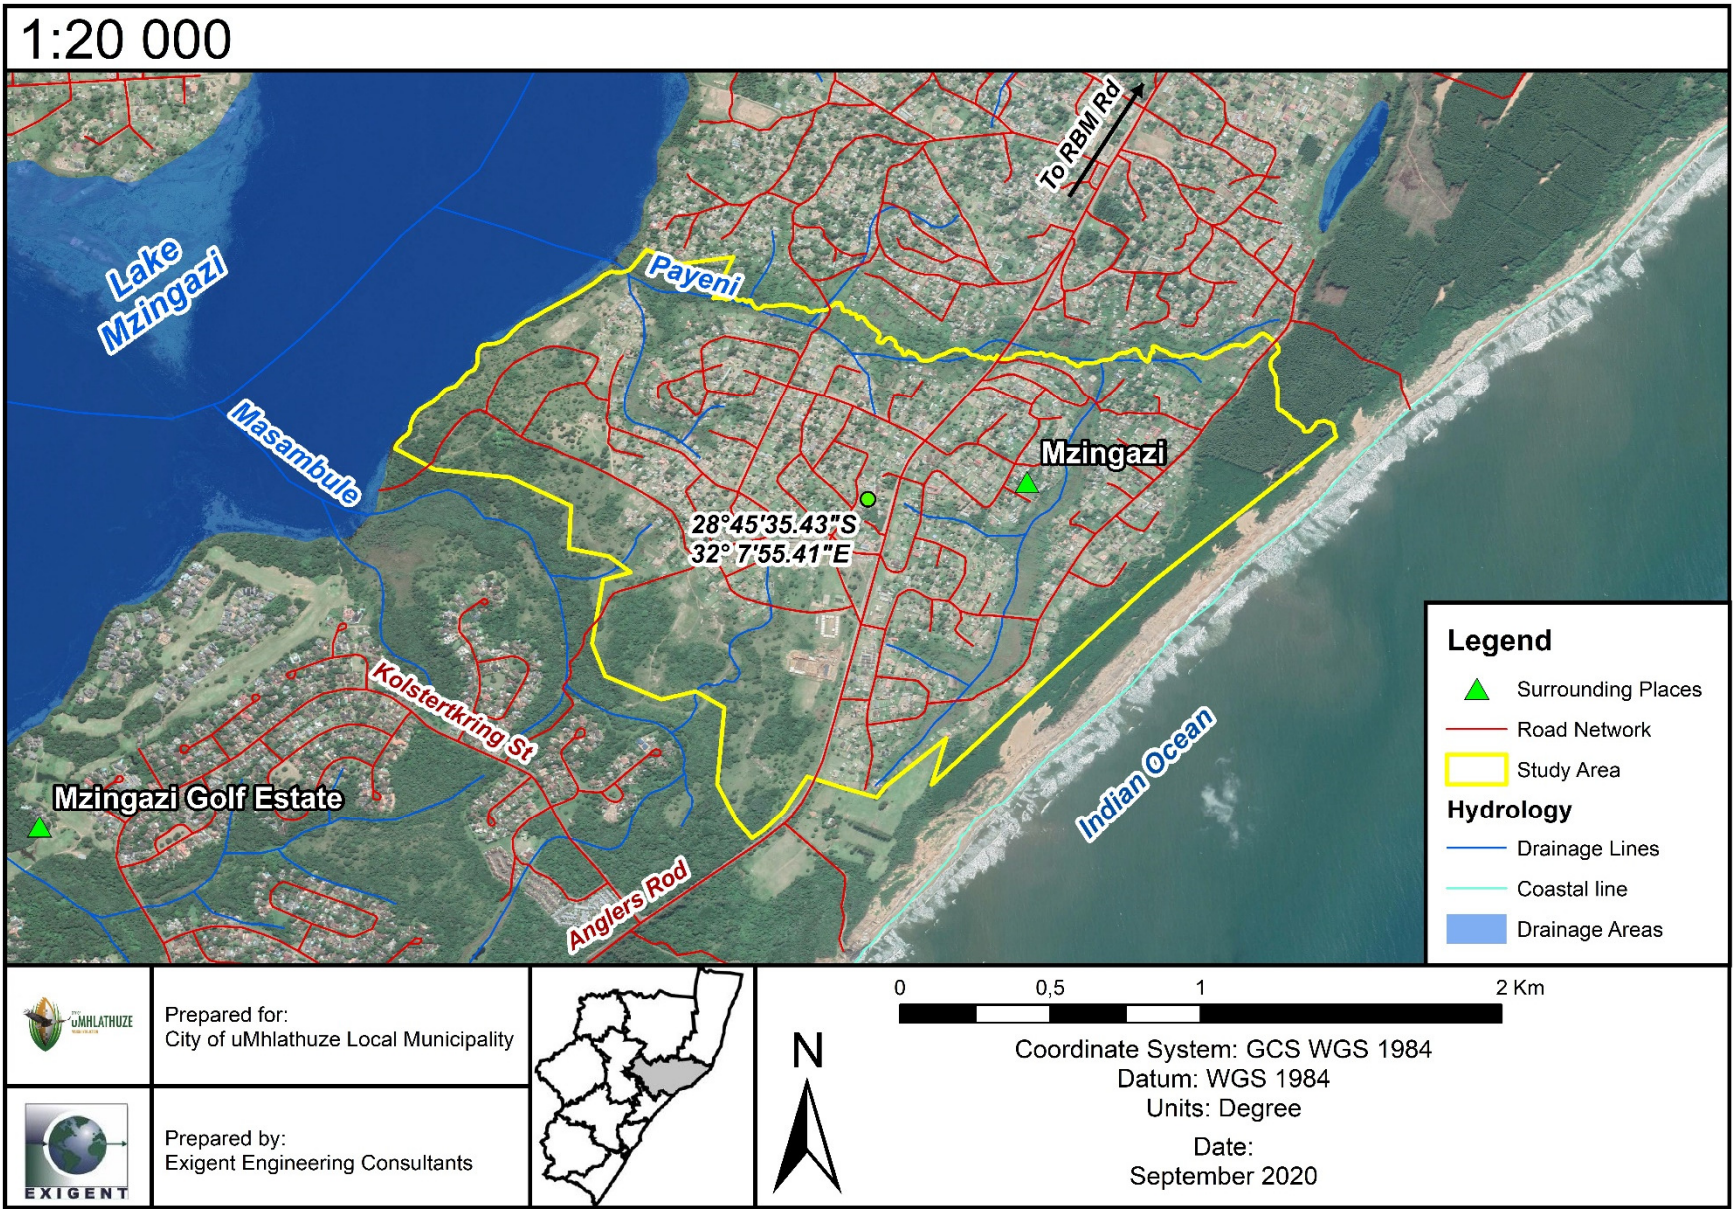 1:20 000
To RBM Rd
Lake
Mzingazi
Payeni
Masambule
Mzingazi
28°45'35.43"S
32° 7'55.41"E
Kolstertkring St
Indian Ocean
Mzingazi Golf Estate
Anglers Rod
Legend
Surrounding Places
Road Network
Study Area
Hydrology
Drainage Lines
Coastal line
Drainage Areas
uMHLATHUZE
Prepared for:
City of uMhlathuze Local Municipality
EXIGENT
Prepared by:
Exigent Engineering Consultants
N
0 0,5 1 2 Km
Coordinate System: GCS WGS 1984
Datum: WGS 1984
Units: Degree
Date:
September 2020